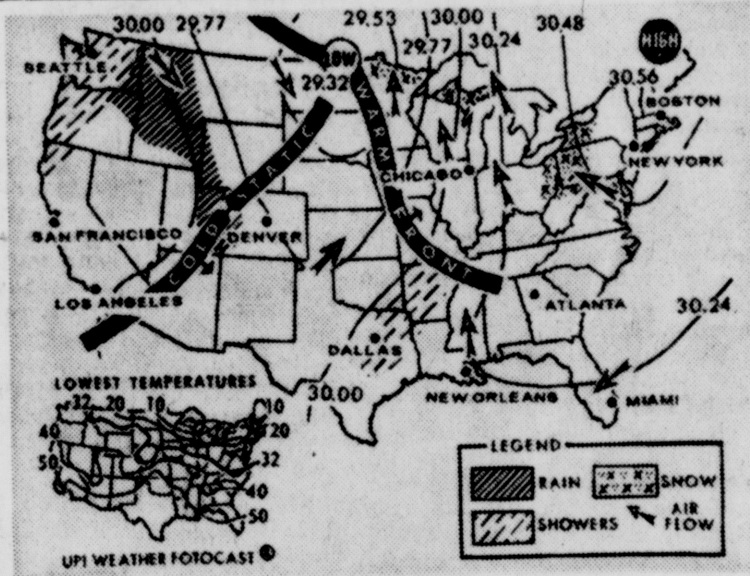 30.00 29.77 29.53 30.00 30.48
29.77 30.24
HIGH
SEATTLE
LOW
29.32
30.56
BOSTON
WARM FRONT
COLD STATIC
CHICAGO
NEW YORK
SAN FRANCISCO
DENVER
LOS ANGELES
ATLANTA
30.24
DALLAS
LOWEST TEMPERATURES
30.00
NEW ORLEANS
MIAMI
32 20 10 10
40 20
50 32
40
50
LEGEND
RAIN SNOW
SHOWERS AIR
FLOW
UPI WEATHER FOTOCAST